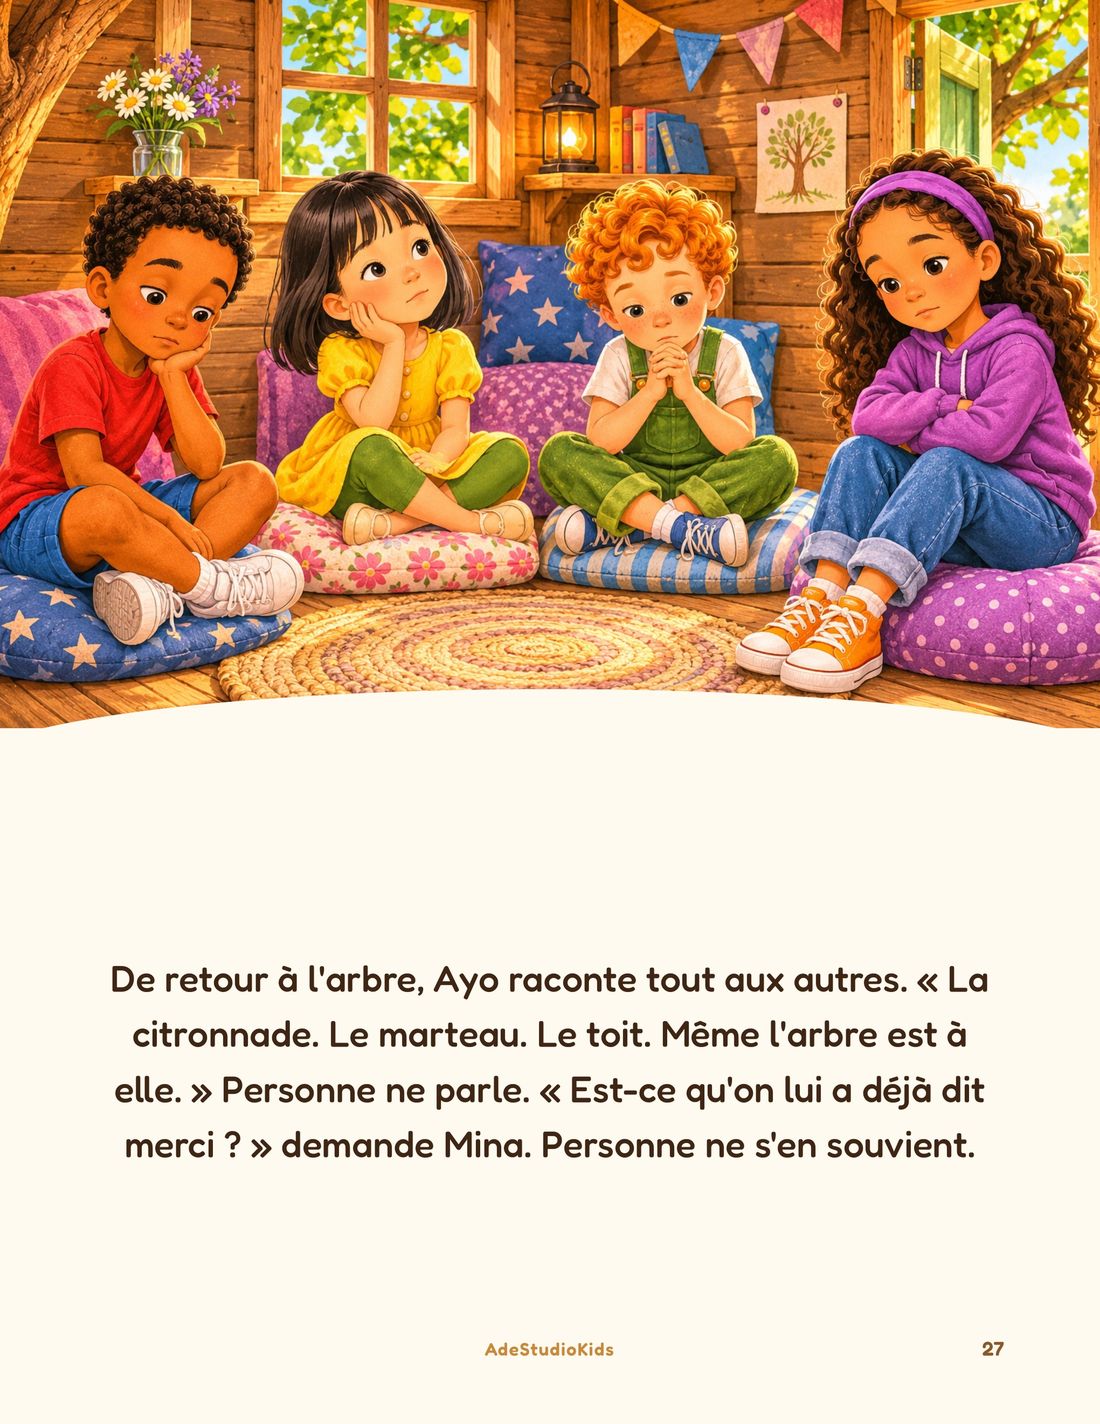 De retour à l'arbre, Ayo raconte tout aux autres. « La
citronnade. Le marteau. Le toit. Même l'arbre est à
elle. » Personne ne parle. « Est-ce qu'on lui a déjà dit
merci ? » demande Mina. Personne ne s'en souvient.
AdeStudioKids
27